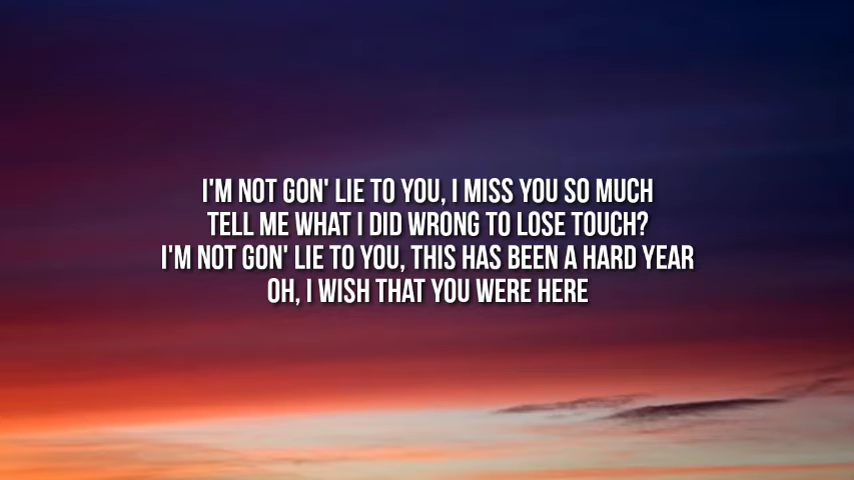 I'M NOT GON' LIE TO YOU, I MISS YOU SO MUCH
TELL ME WHAT I DID WRONG TO LOSE TOUCH?
I'M NOT GON' LIE TO YOU, THIS HAS BEEN A HARD YEAR
OH, I WISH THAT YOU WERE HERE